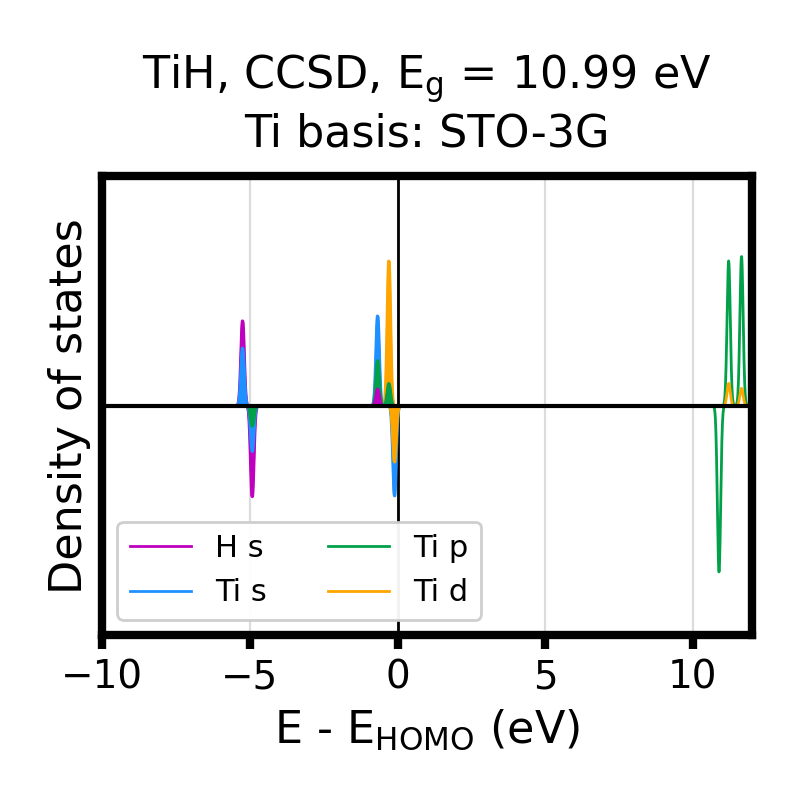 TiH, CCSD, E_g = 10.99 eV
Ti basis: STO-3G
Density of states
H s
Ti s
Ti p
Ti d
−10
−5
0
5
10
E - E_HOMO (eV)